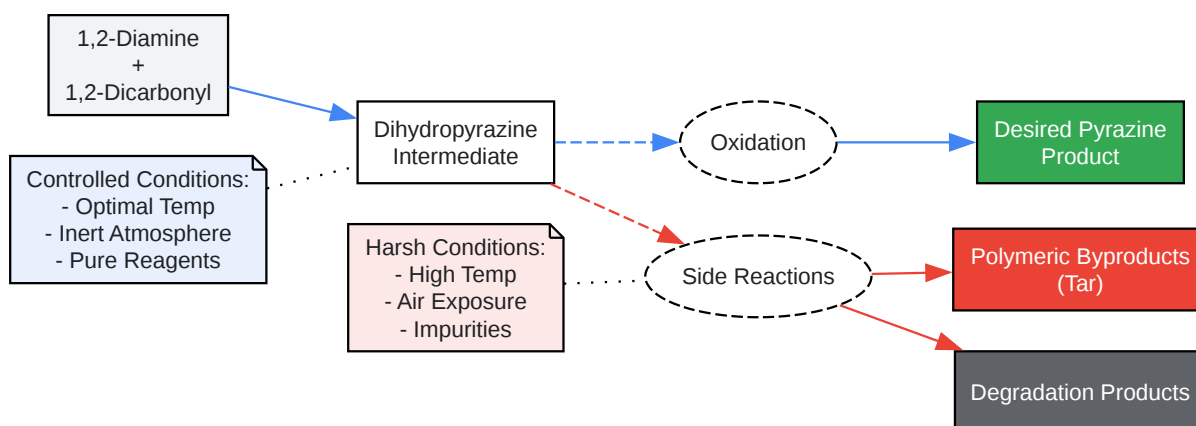 1,2-Diamine
+
1,2-Dicarbonyl
Dihydropyrazine
Intermediate
Oxidation
Desired Pyrazine
Product
Controlled Conditions:
- Optimal Temp
- Inert Atmosphere
- Pure Reagents
Harsh Conditions:
- High Temp
- Air Exposure
- Impurities
Side Reactions
Polymeric Byproducts
(Tar)
Degradation Products